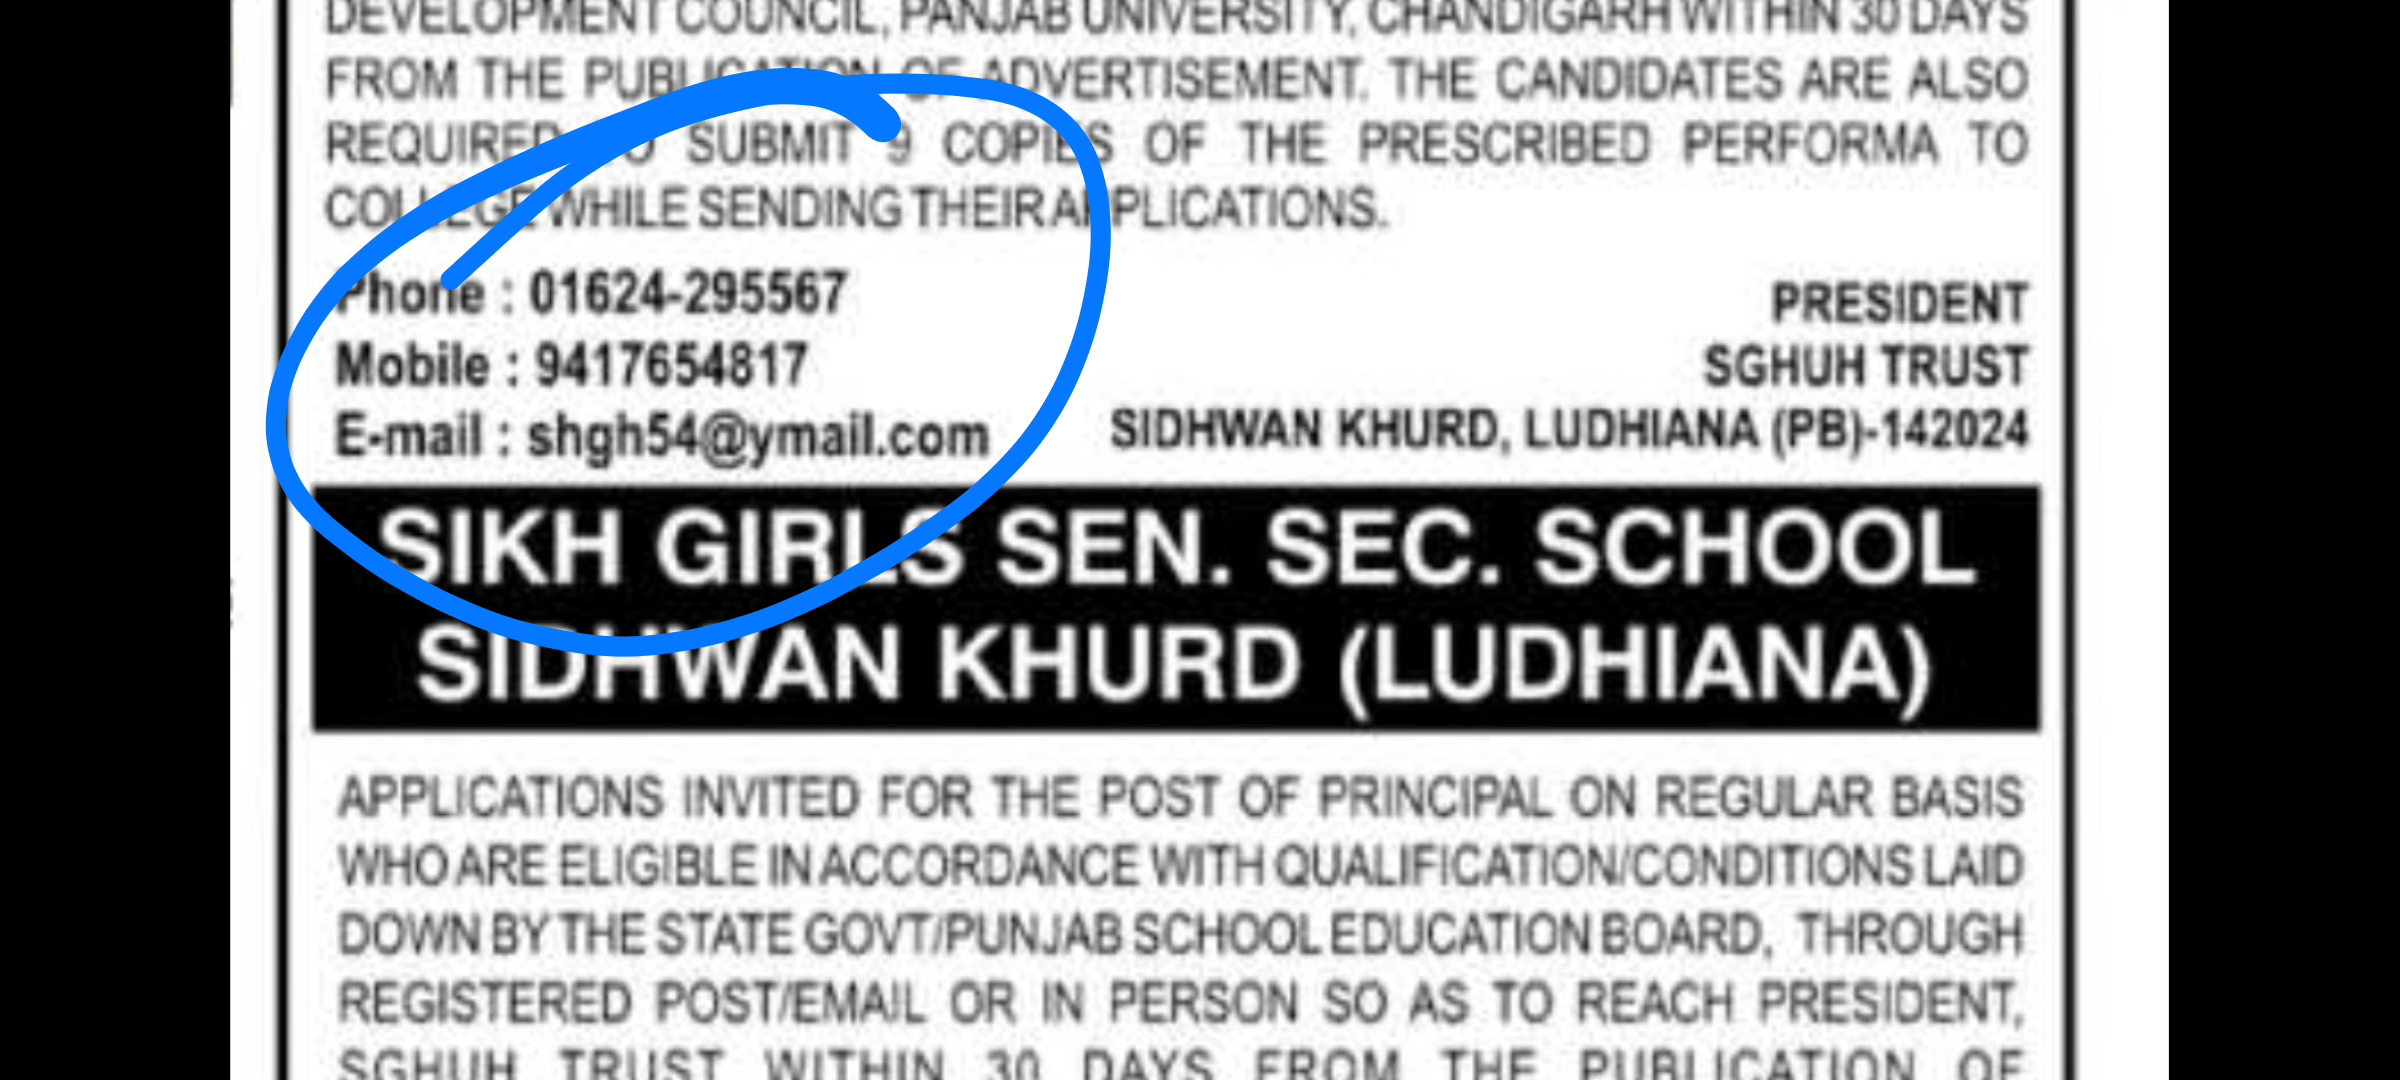 DEVELOPMENT COUNCIL, PANJAB UNIVERSITY, CHANDIGARH WITHIN 30 DAYS
FROM THE PUBLICATION OF ADVERTISEMENT. THE CANDIDATES ARE ALSO
REQUIRED TO SUBMIT 9 COPIES OF THE PRESCRIBED PERFORMA TO
COLLEGE WHILE SENDING THEIR APPLICATIONS.
Phone : 01624-295567
Mobile : 9417654817
E-mail : shgh54@ymail.com
PRESIDENT
SGHUH TRUST
SIDHWAN KHURD, LUDHIANA (PB)-142024
SIKH GIRLS SEN. SEC. SCHOOL
SIDHWAN KHURD (LUDHIANA)
APPLICATIONS INVITED FOR THE POST OF PRINCIPAL ON REGULAR BASIS
WHO ARE ELIGIBLE IN ACCORDANCE WITH QUALIFICATION/CONDITIONS LAID
DOWN BY THE STATE GOVT/PUNJAB SCHOOL EDUCATION BOARD, THROUGH
REGISTERED POST/EMAIL OR IN PERSON SO AS TO REACH PRESIDENT,
SGHUH TRUST WITHIN 30 DAYS FROM THE PUBLICATION OF